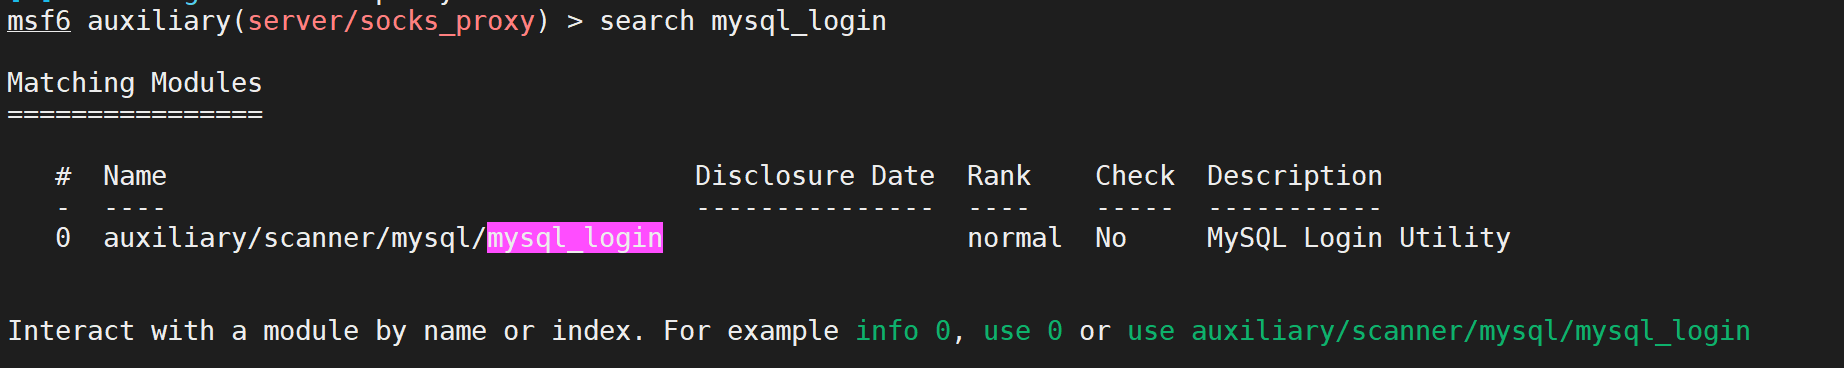 msf6 auxiliary(server/socks_proxy) > search mysql_login
Matching Modules
================
# Name Disclosure Date Rank Check Description
- ---- --------------- ---- ----- -----------
0 auxiliary/scanner/mysql/mysql_login normal No MySQL Login Utility
Interact with a module by name or index. For example info 0, use 0 or use auxiliary/scanner/mysql/mysql_login